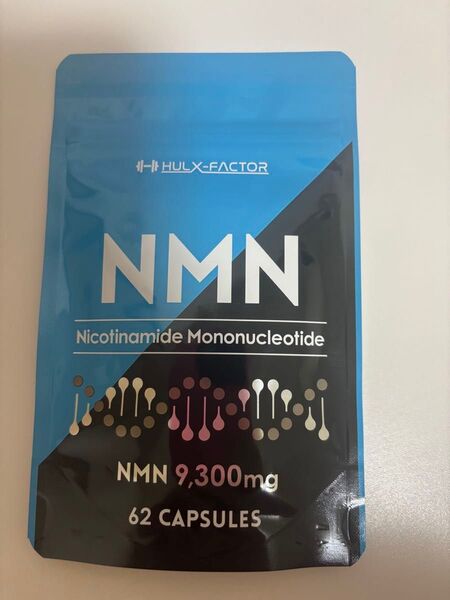 HULX-FACTOR
NMN
Nicotinamide Mononucleotide
NMN 9,300mg
62 CAPSULES